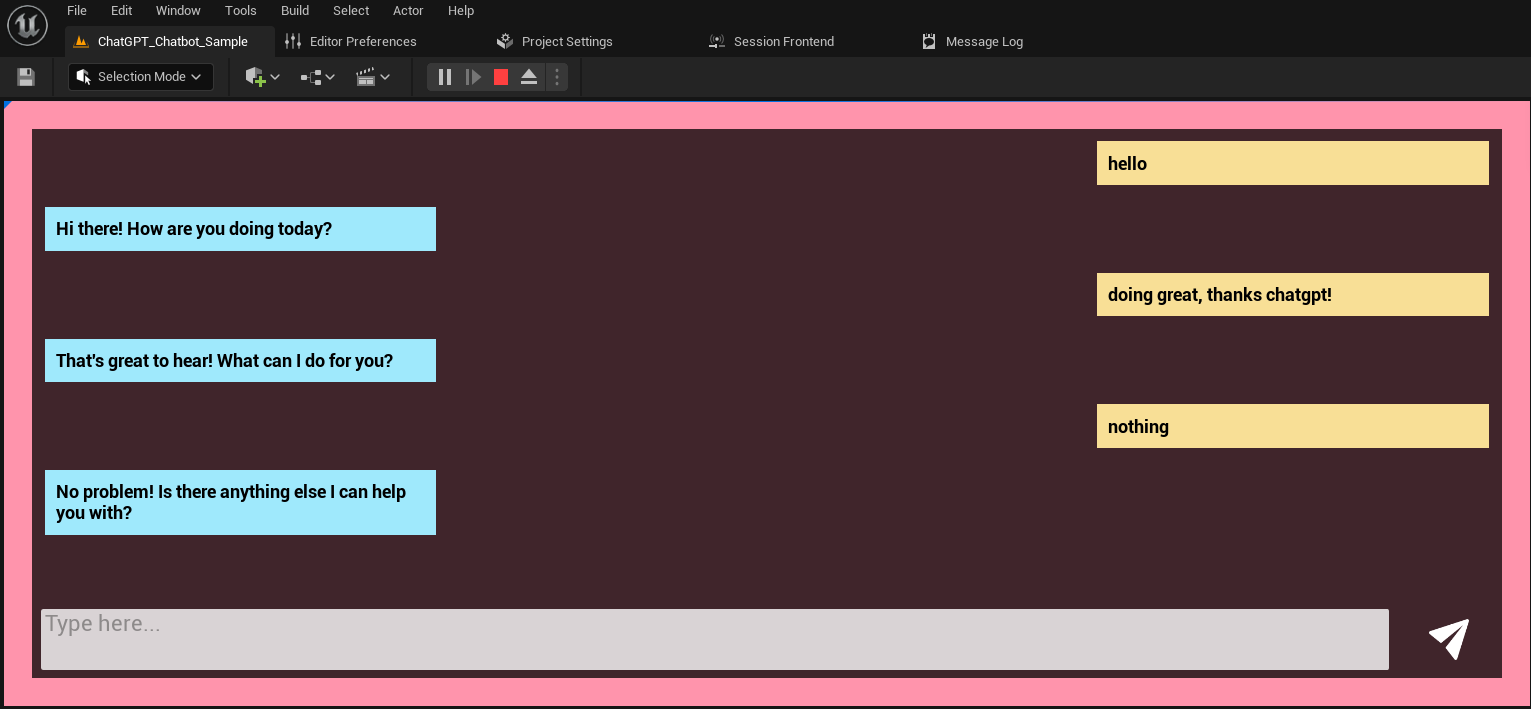 File Edit Window Tools Build Select Actor Help
ChatGPT_Chatbot_Sample Editor Preferences Project Settings Session Frontend Message Log
Selection Mode
hello
Hi there! How are you doing today?
doing great, thanks chatgpt!
That's great to hear! What can I do for you?
nothing
No problem! Is there anything else I can help
you with?
Type here...